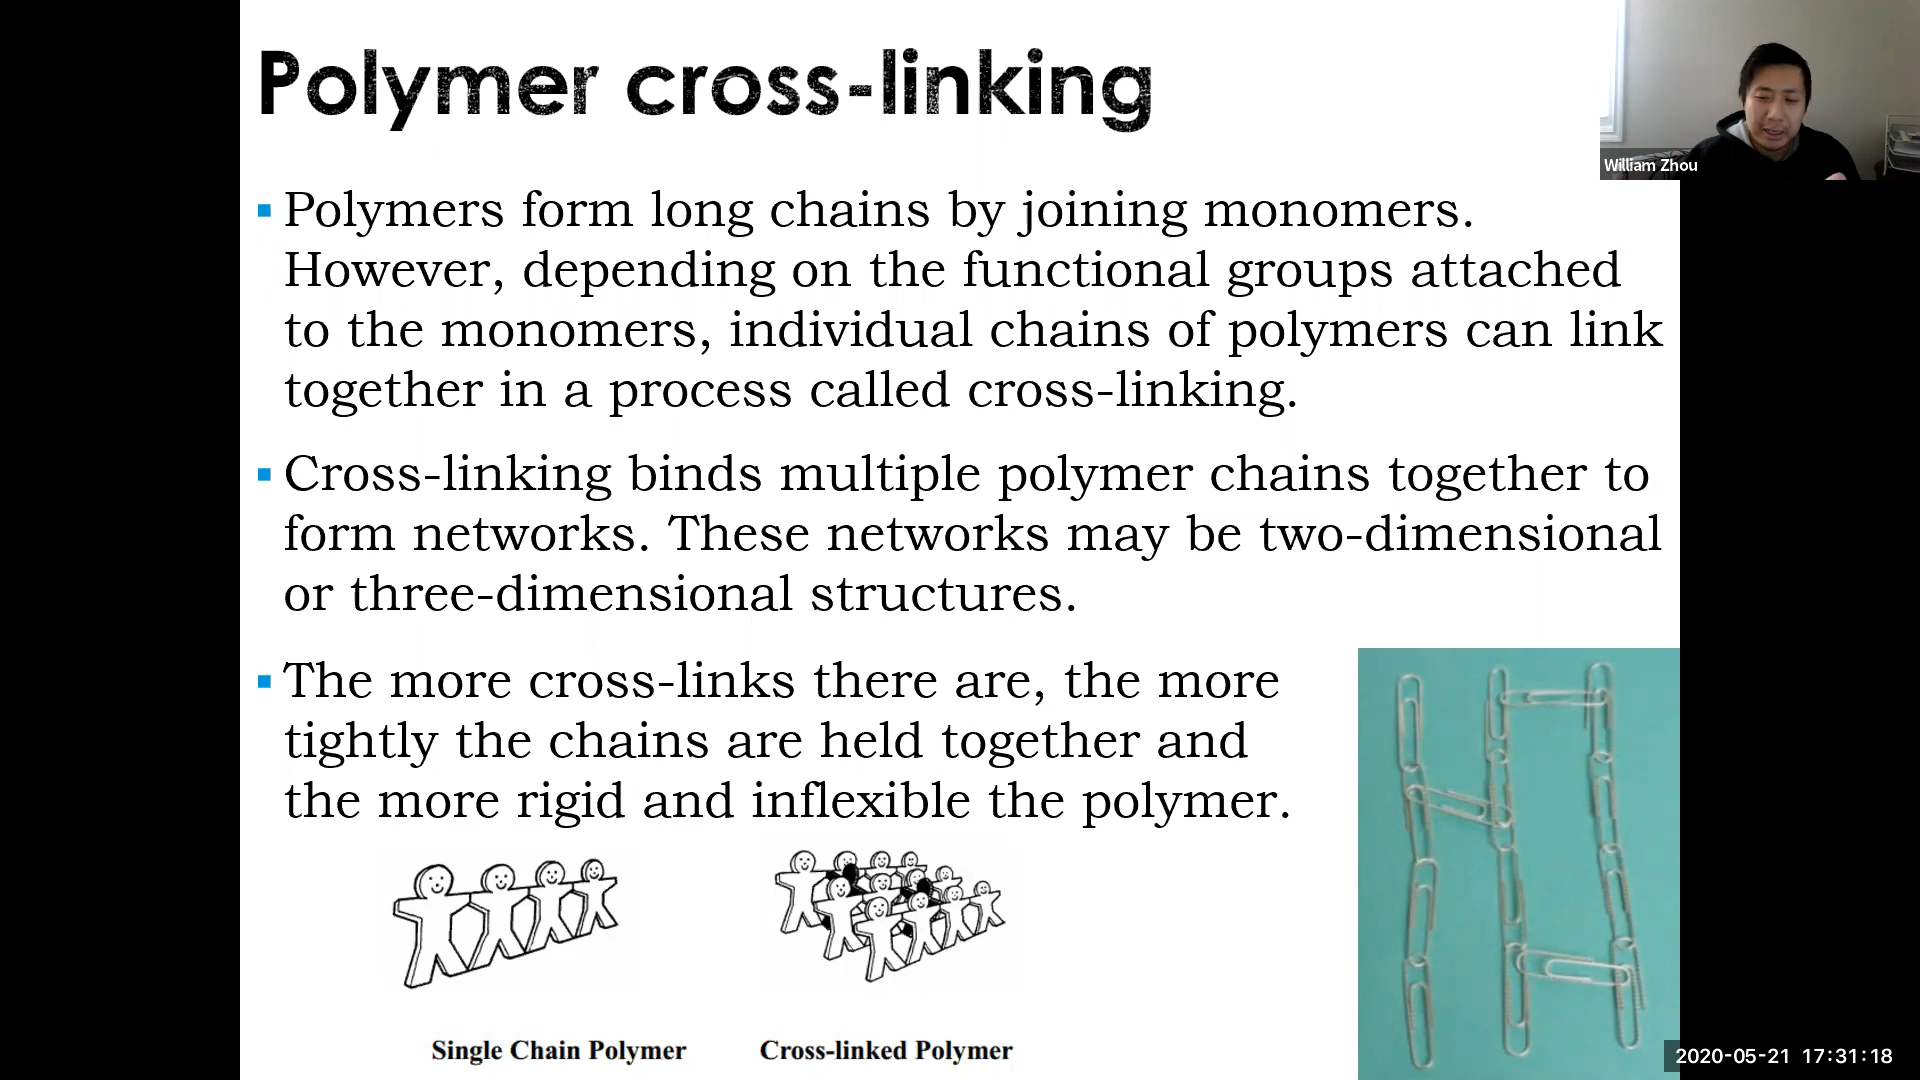 Polymer cross-linking
William Zhou
Polymers form long chains by joining monomers.
However, depending on the functional groups attached
to the monomers, individual chains of polymers can link
together in a process called cross-linking.
Cross-linking binds multiple polymer chains together to
form networks. These networks may be two-dimensional
or three-dimensional structures.
The more cross-links there are, the more
tightly the chains are held together and
the more rigid and inflexible the polymer.
Single Chain Polymer
Cross-linked Polymer
2020-05-21 17:31:18